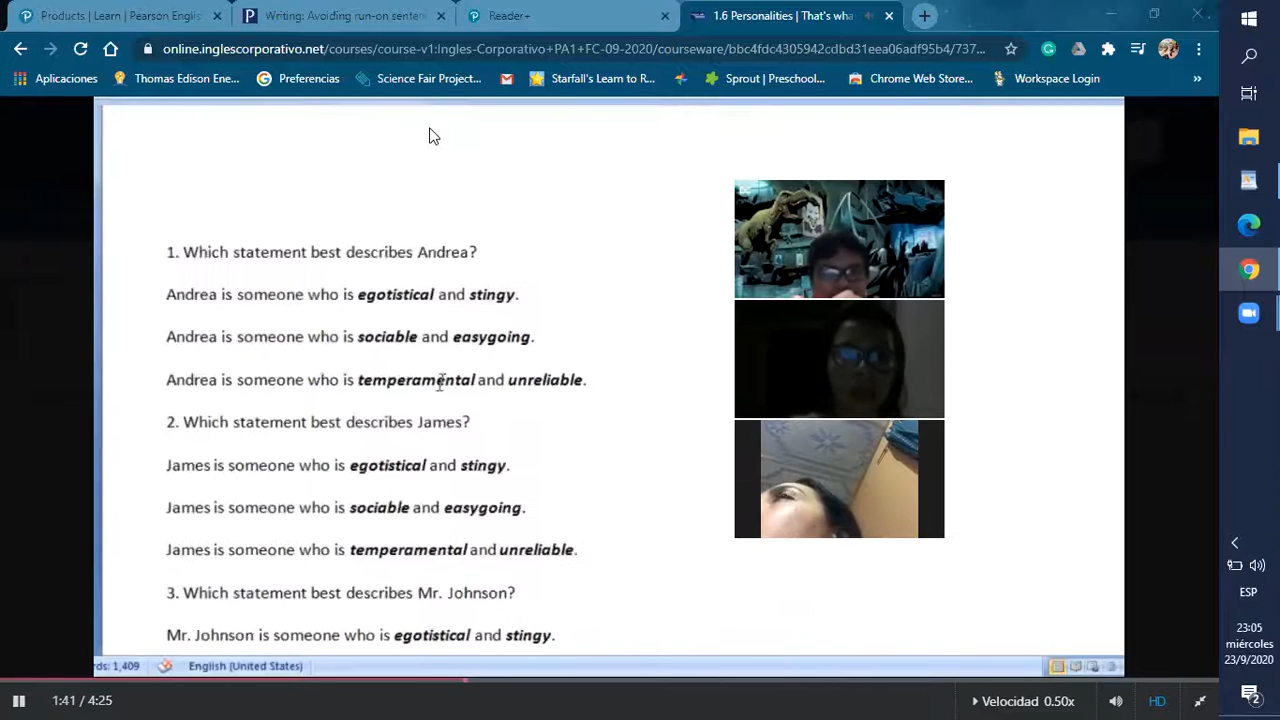 Products | Learn | Pearson Englis
Writing: Avoiding run-on senten
Reader+
1.6 Personalities | That's wha
online.inglescorporativo.net/courses/course-v1:Ingles-Corporativo+PA1+FC-09-2020/courseware/bbc4fdc4305942cdbd31eea06adf95b4/737...
Aplicaciones
Thomas Edison Ene...
Preferencias
Science Fair Project...
Starfall's Learn to R...
Sprout | Preschool...
Chrome Web Store...
Workspace Login
»
1. Which statement best describes Andrea?
Andrea is someone who is egotistical and stingy.
Andrea is someone who is sociable and easygoing.
Andrea is someone who is temperamental and unreliable.
2. Which statement best describes James?
James is someone who is egotistical and stingy.
James is someone who is sociable and easygoing.
James is someone who is temperamental and unreliable.
3. Which statement best describes Mr. Johnson?
Mr. Johnson is someone who is egotistical and stingy.
rds: 1,409
English (United States)
1:41 / 4:25
Velocidad 0.50x
HD
ESP
23:05
miércoles
23/9/2020
2